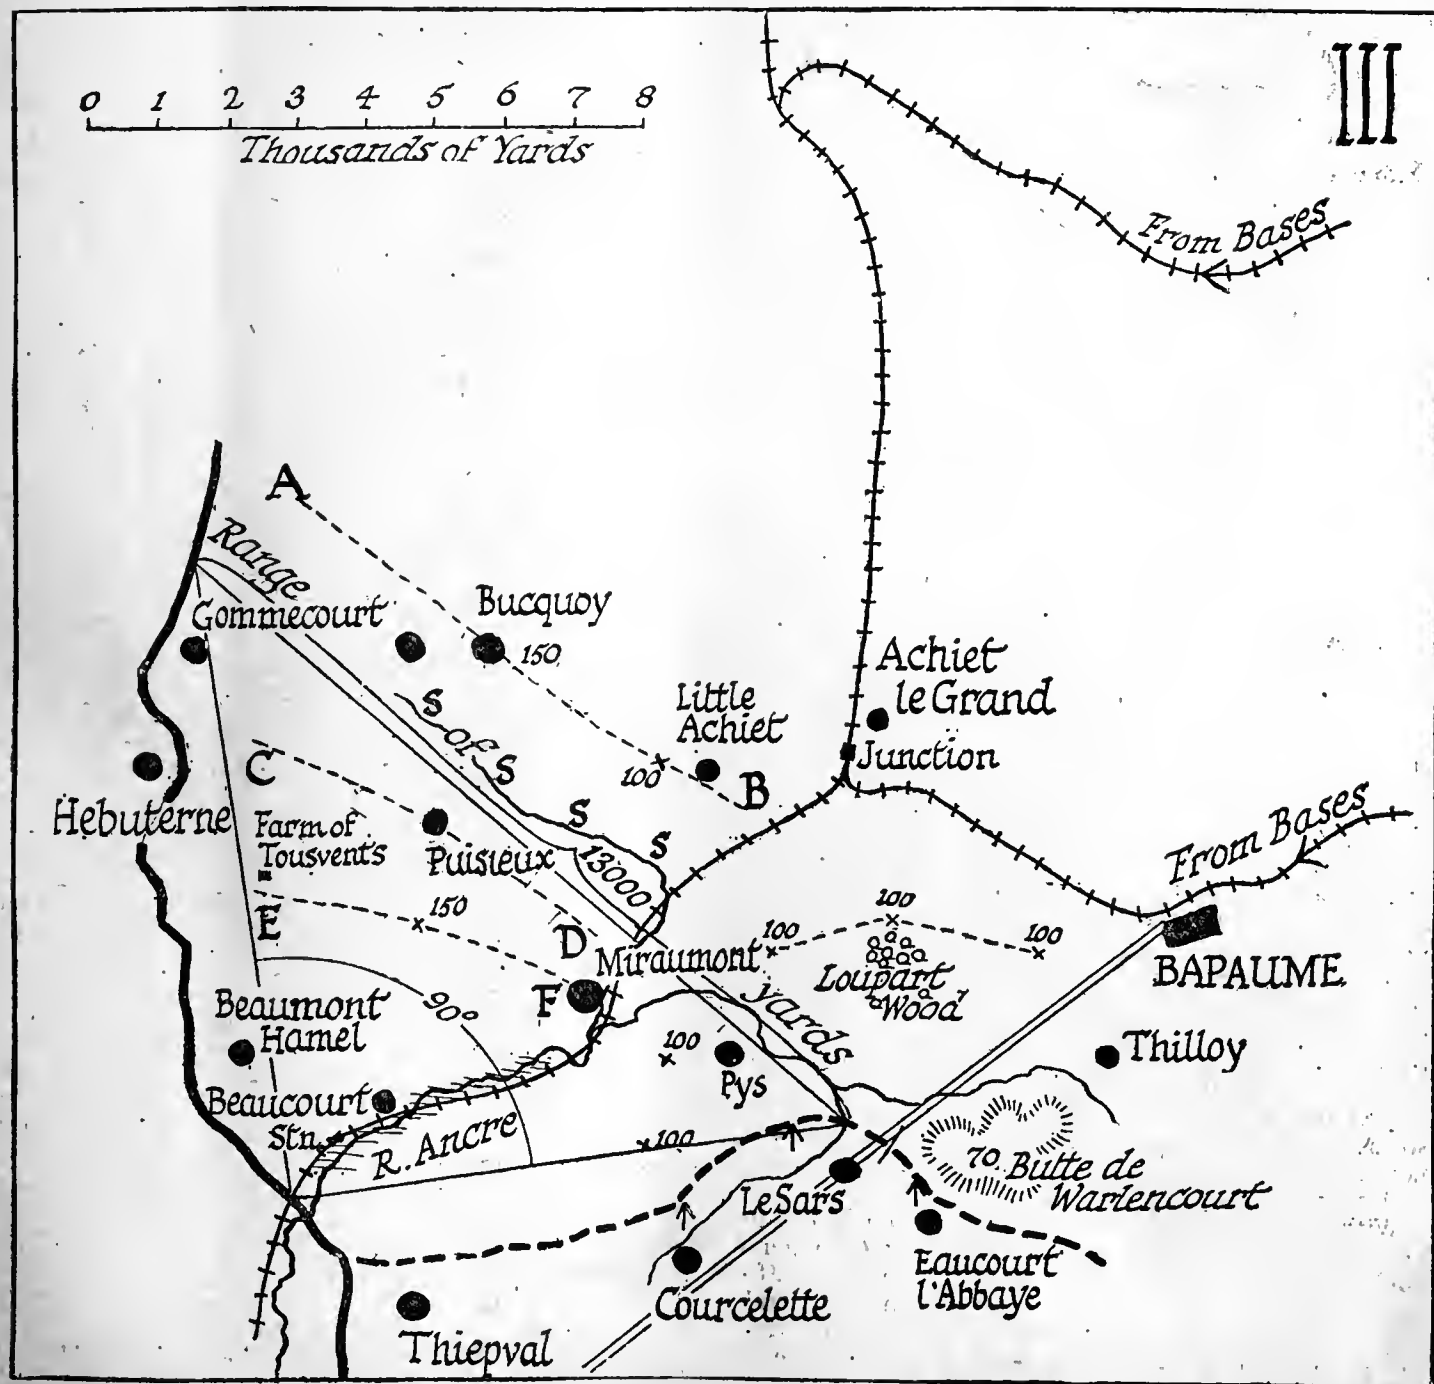 III
0 1 2 3 4 5 6 7 8
Thousands of Yards
From Bases
A
Range
Gommecourt
Bucquoy
150
S
of
S
S
S
Little
Achiet
100
B
Achiet
le Grand
Junction
C
Hebuterne
Farm of
Tousvents
Puisieux
13000
From Bases
E
150
D
Miraumont
100
100
100
Loupart
Wood
BAPAUME
F
90°
yards
Beaumont
Hamel
100
Pys
Thilloy
Beaucourt
Stn.
R. Ancre
100
70
Butte de
Warlencourt
Le Sars
Eaucourt
l'Abbaye
Courcelette
Thiepval